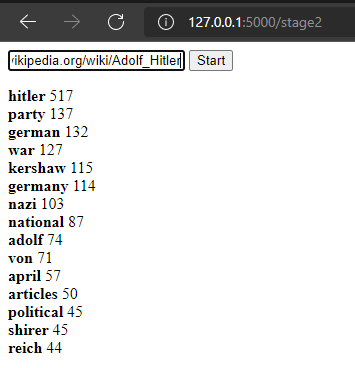 127.0.0.1:5000/stage2
vikipedia.org/wiki/Adolf_Hitler Start
hitler 517
party 137
german 132
war 127
kershaw 115
germany 114
nazi 103
national 87
adolf 74
von 71
april 57
articles 50
political 45
shirer 45
reich 44